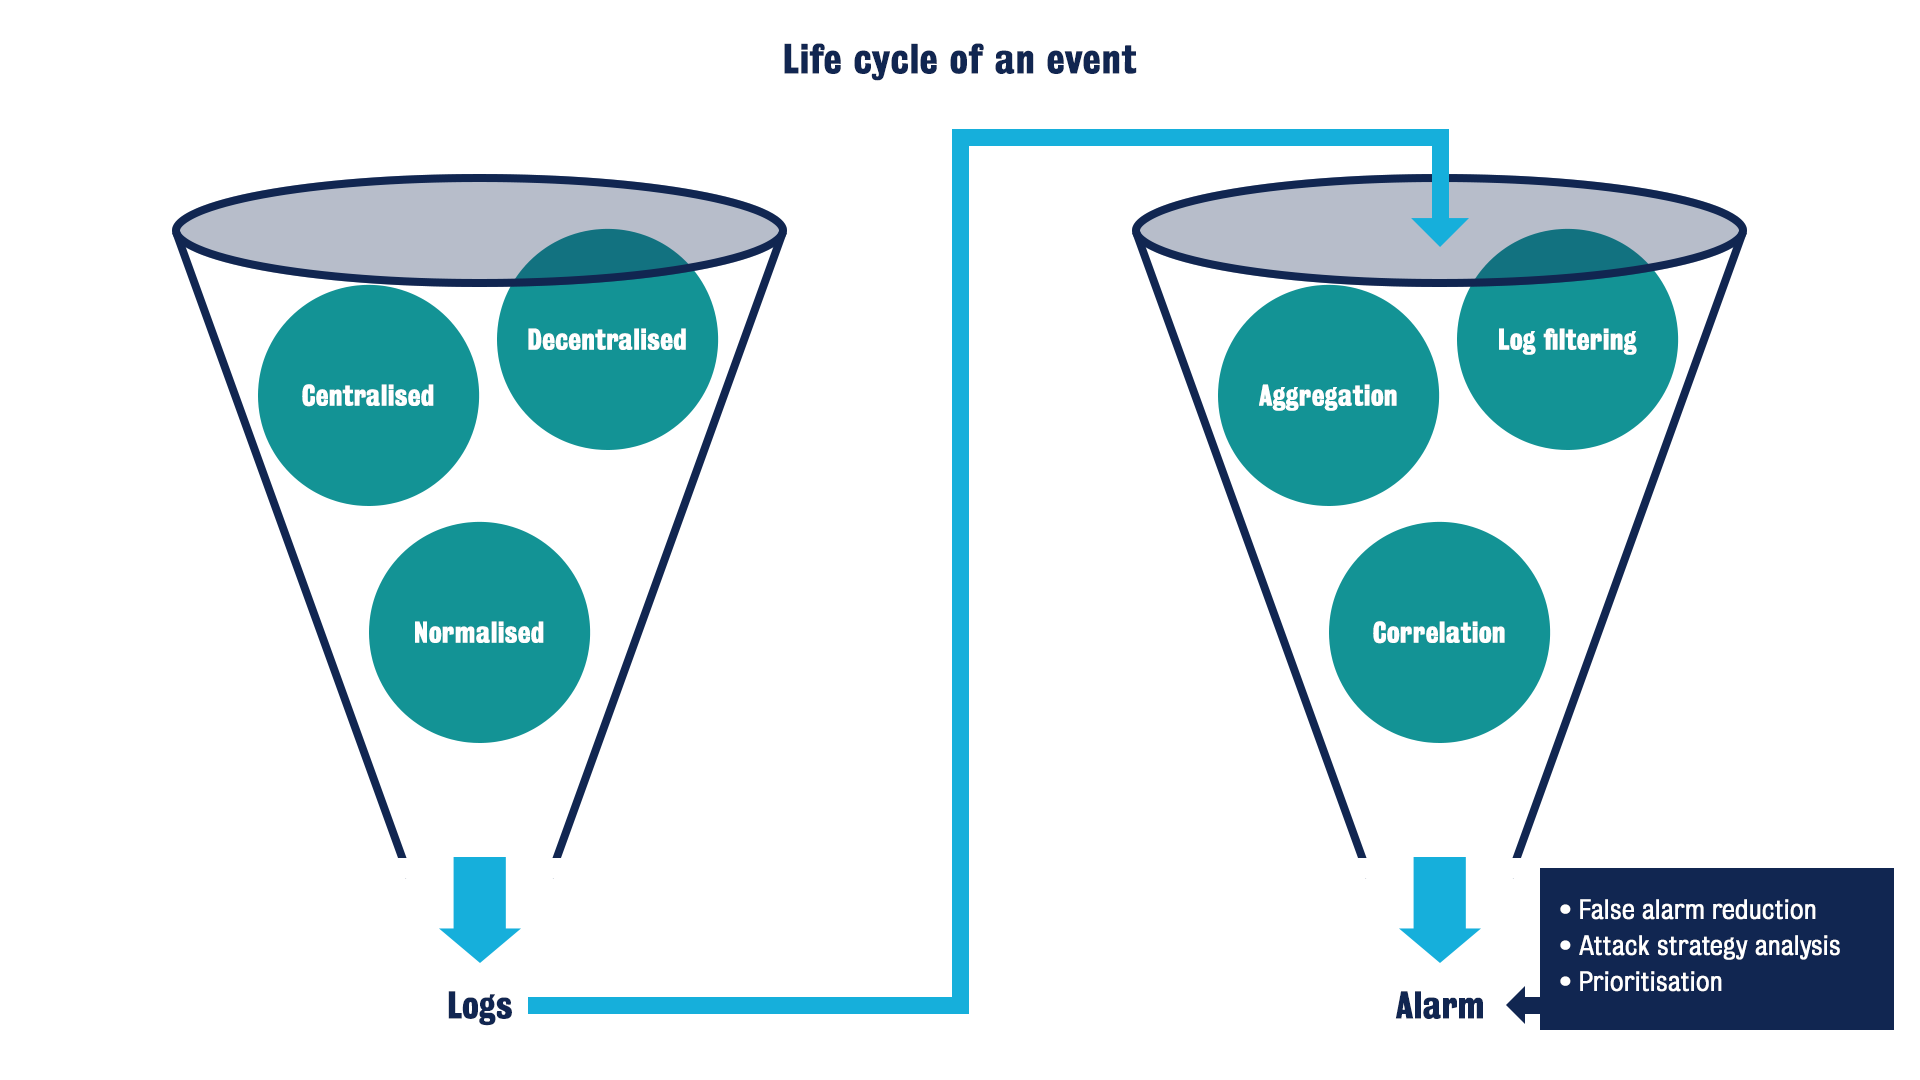 Life cycle of an event
Decentralised
Centralised
Normalised
Logs
Log filtering
Aggregation
Correlation
Alarm
• False alarm reduction
• Attack strategy analysis
• Prioritisation